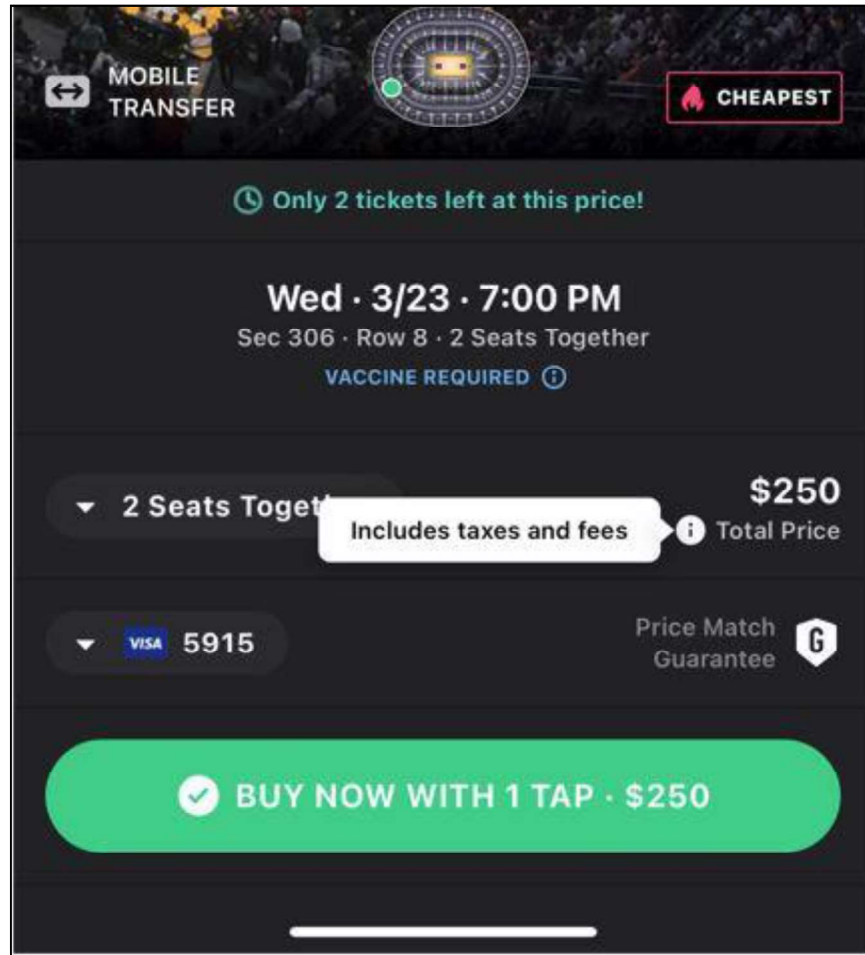 MOBILE
TRANSFER
CHEAPEST
Only 2 tickets left at this price!
Wed · 3/23 · 7:00 PM
Sec 306 · Row 8 · 2 Seats Together
VACCINE REQUIRED
2 Seats Toget
$250
Includes taxes and fees
Total Price
VISA 5915
Price Match
Guarantee
G
BUY NOW WITH 1 TAP · $250